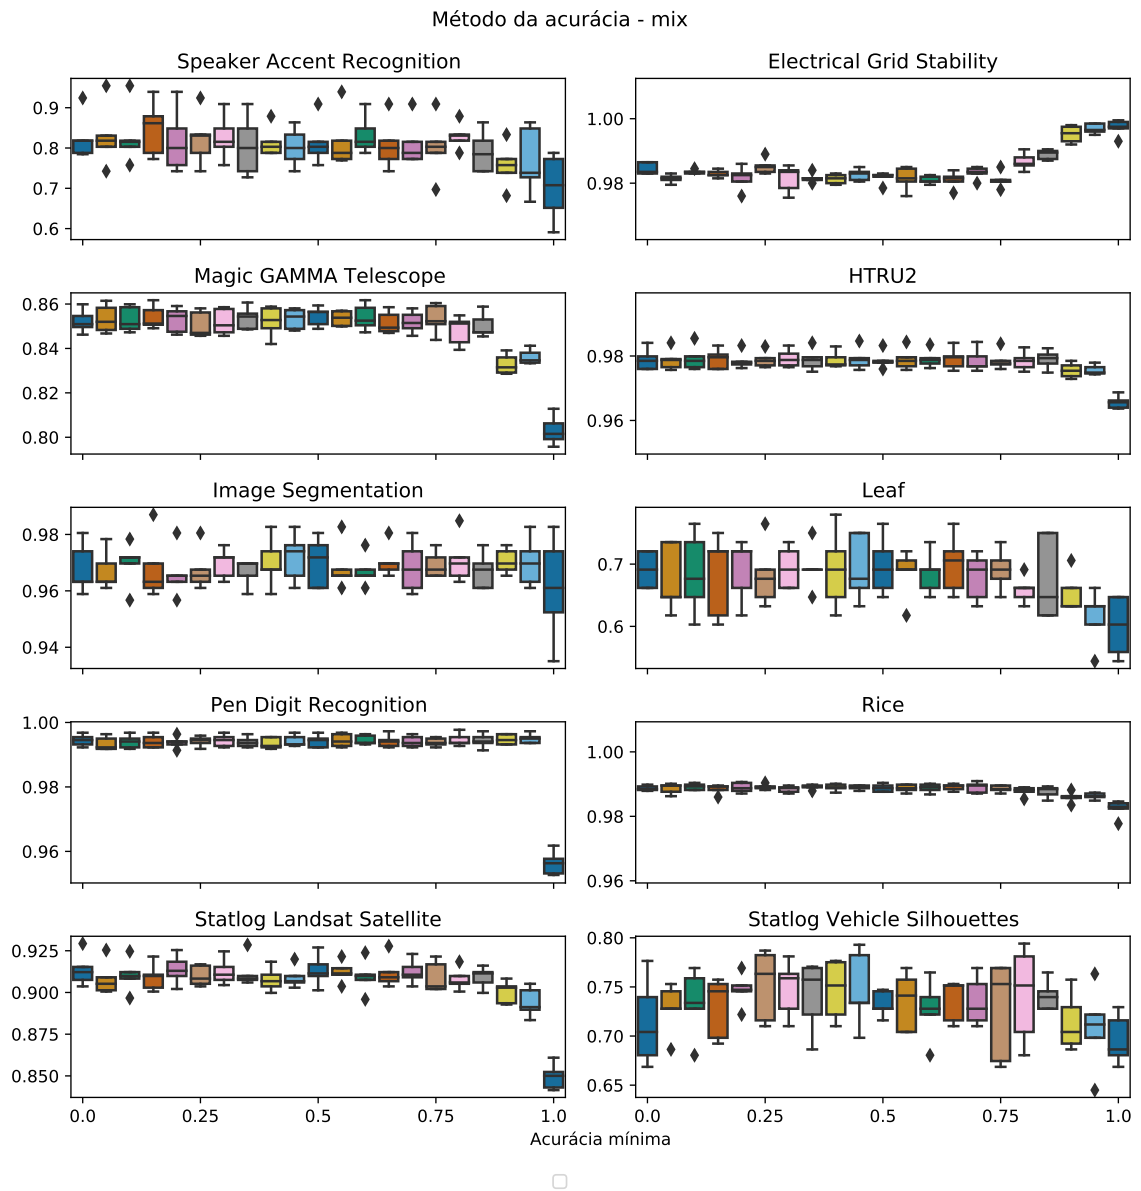 Método da acurácia - mix
Speaker Accent Recognition
0.9
0.8
0.7
0.6
Electrical Grid Stability
1.00
0.98
Magic GAMMA Telescope
0.86
0.84
0.82
0.80
HTRU2
0.98
0.96
Image Segmentation
0.98
0.96
0.94
Leaf
0.7
0.6
Pen Digit Recognition
1.00
0.98
0.96
Rice
1.00
0.98
0.96
Statlog Landsat Satellite
0.925
0.900
0.875
0.850
0.0 0.25 0.5 0.75 1.0
Statlog Vehicle Silhouettes
0.80
0.75
0.70
0.65
0.0 0.25 0.50 0.75 1.0
Acurácia mínima